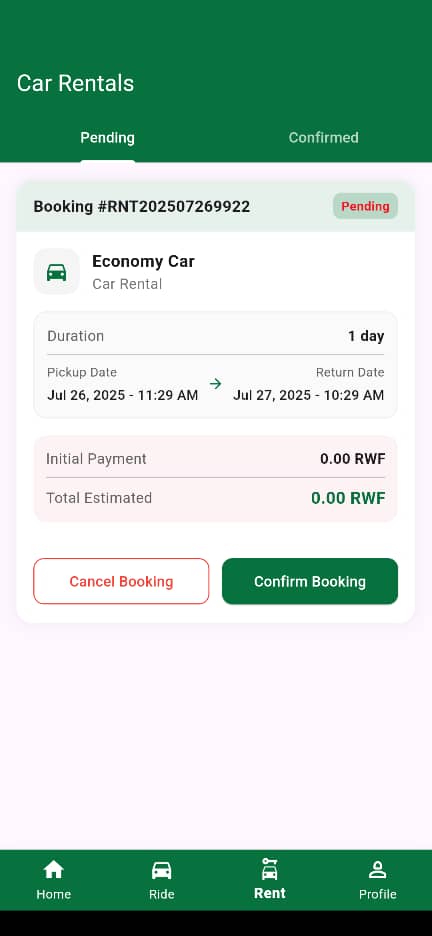 Car Rentals
Pending
Confirmed
Booking #RNT202507269922
Pending
Economy Car
Car Rental
Duration
1 day
Pickup Date
Return Date
Jul 26, 2025 - 11:29 AM
Jul 27, 2025 - 10:29 AM
Initial Payment
0.00 RWF
Total Estimated
0.00 RWF
Cancel Booking
Confirm Booking
Home
Ride
Rent
Profile